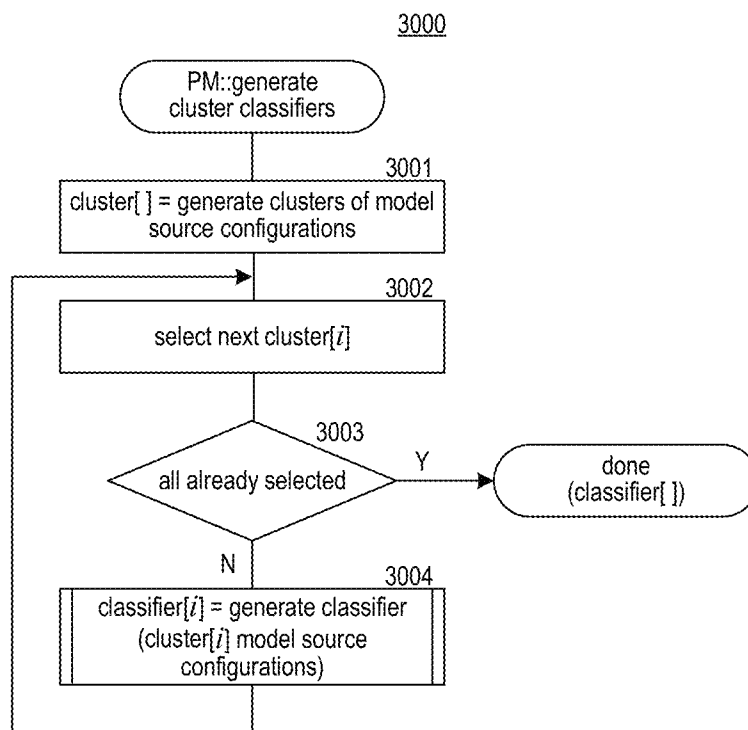 3000
PM::generate
cluster classifiers
3001
cluster[ ] = generate clusters of model
source configurations
3002
select next cluster[i]
3003
all already selected
Y
done
(classifier[ ])
N
3004
classifier[i] = generate classifier
(cluster[i] model source
configurations)